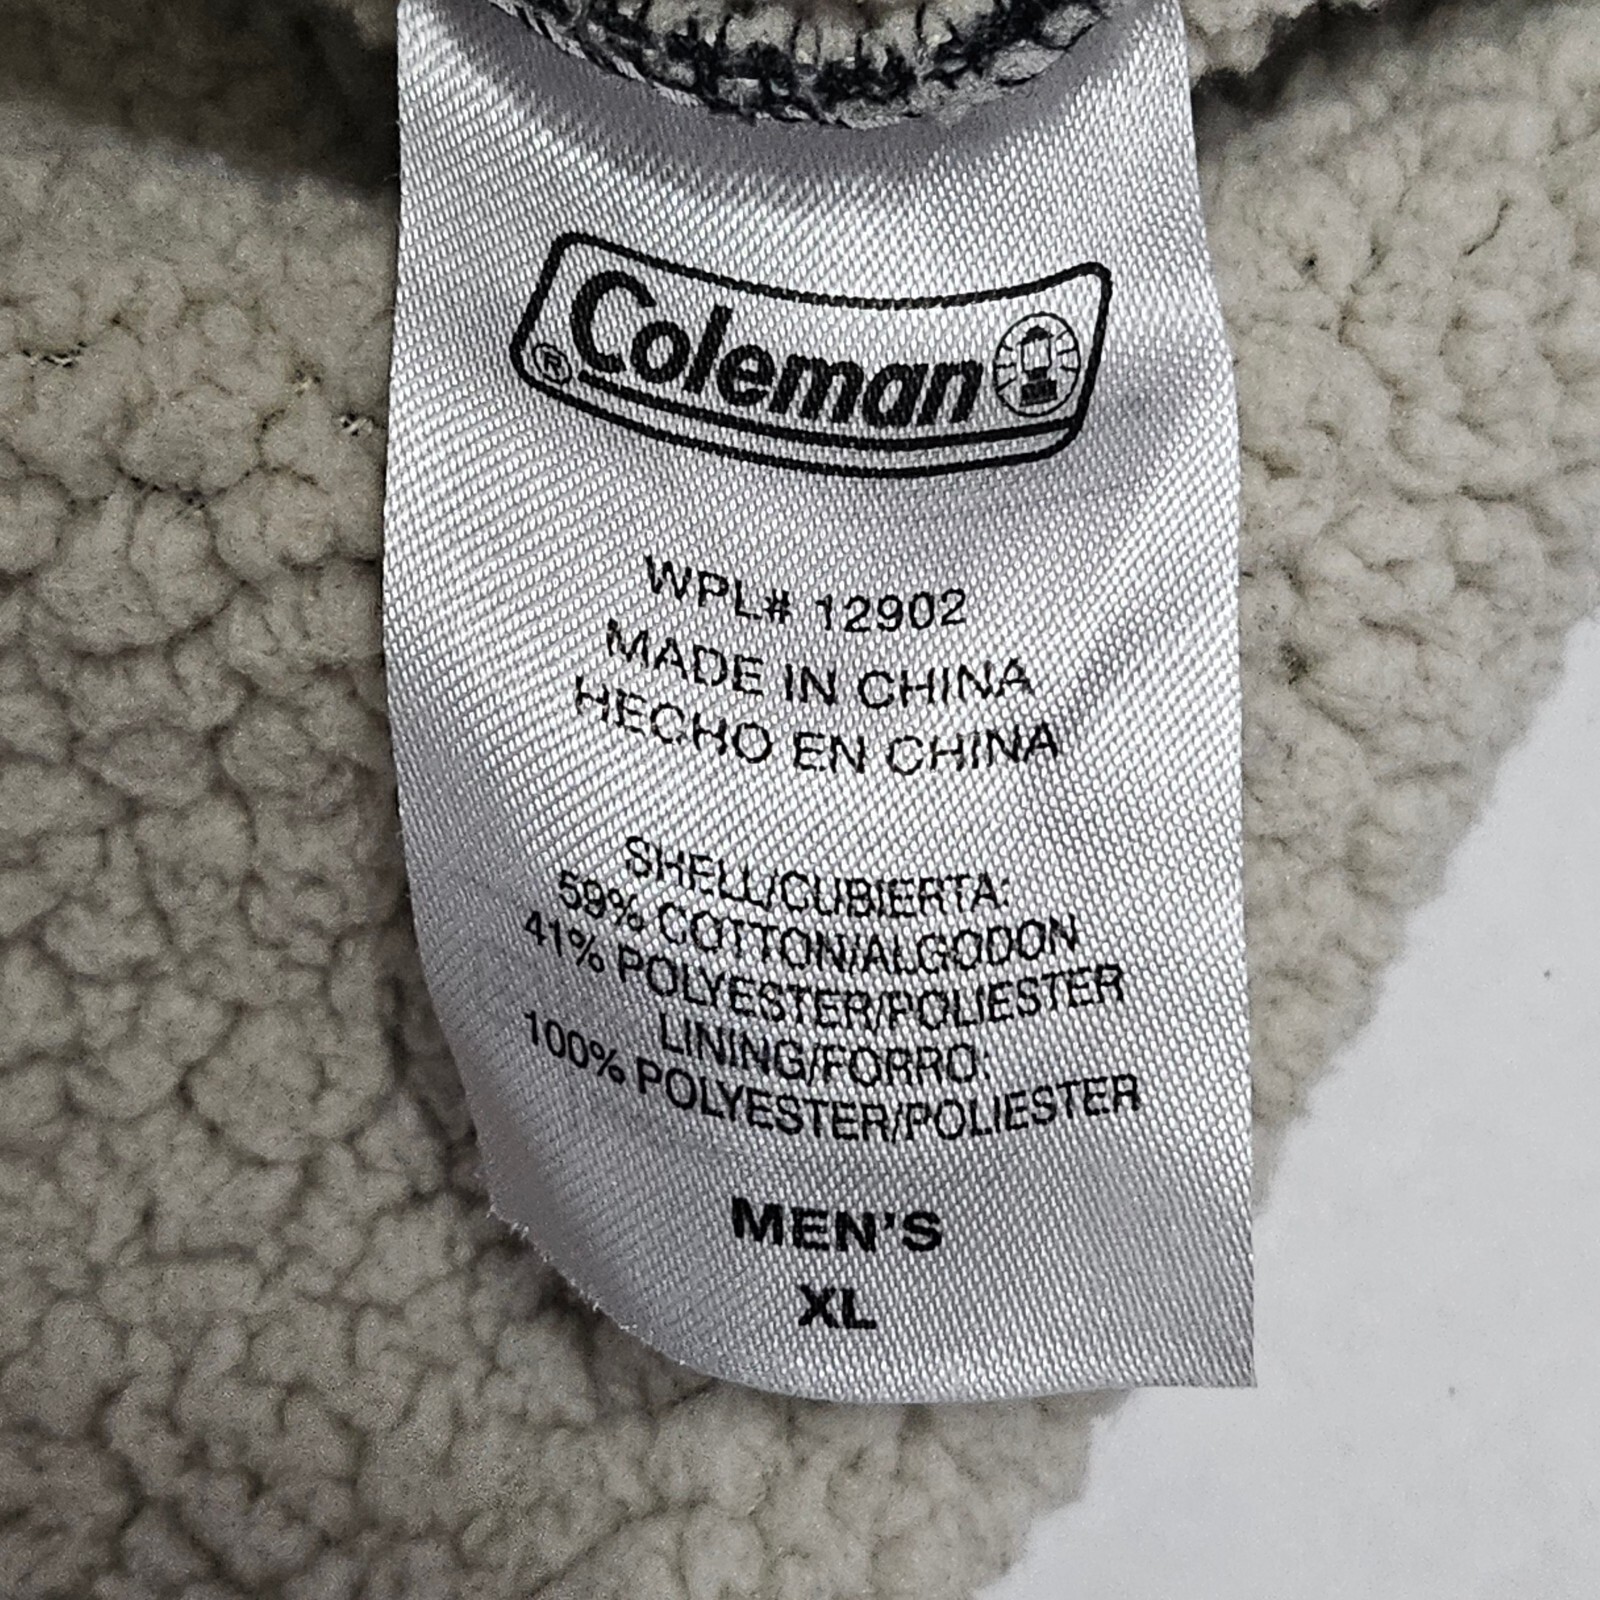 Coleman ®
WPL# 12902
MADE IN CHINA
HECHO EN CHINA
SHELL/CUBIERTA:
59% COTTON/ALGODON
41% POLYESTER/POLIESTER
LINING/FORRO:
100% POLYESTER/POLIESTER
MEN'S
XL